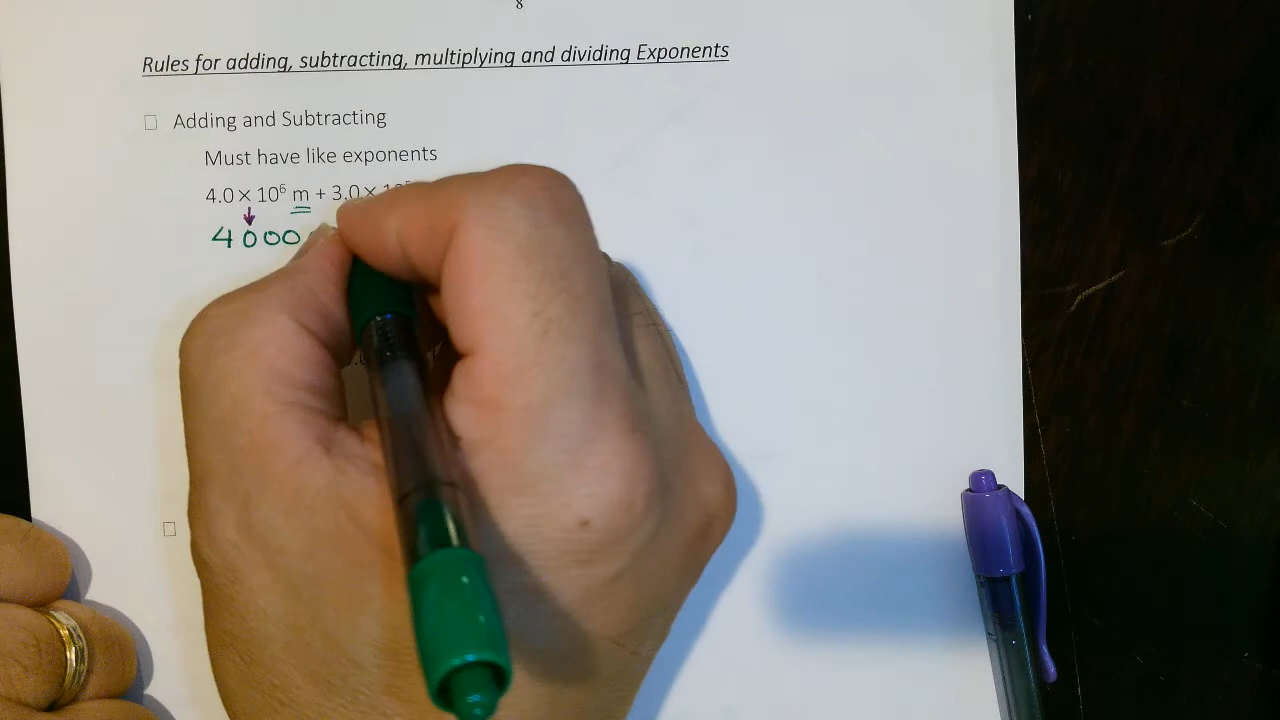 8
Rules for adding, subtracting, multiplying and dividing Exponents
Adding and Subtracting
Must have like exponents
4.0 × 10⁶ m + 3.0 ×
4000